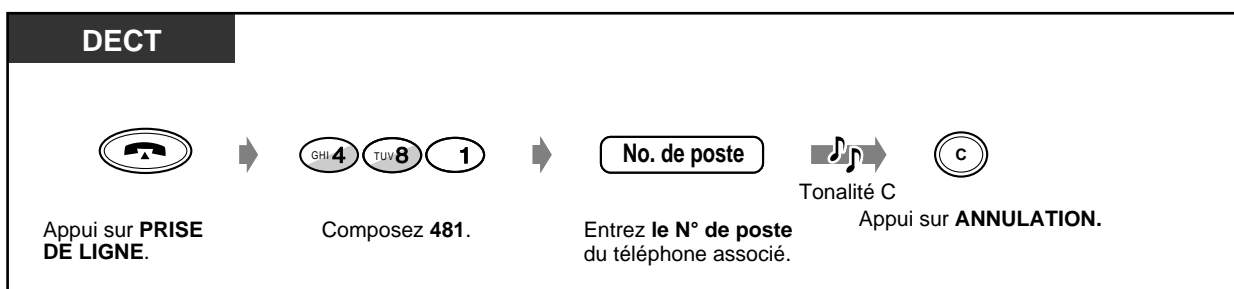 DECT
GHI 4 TUV 8 1 No. de poste C
Tonalité C
Appui sur PRISE
DE LIGNE.
Composez 481.
Entrez le N° de poste
du téléphone associé.
Appui sur ANNULATION.